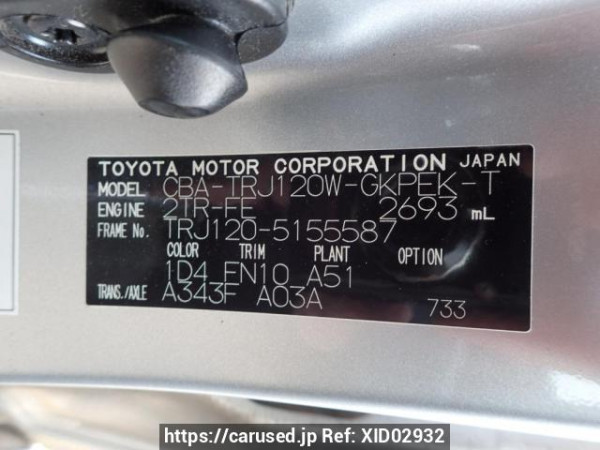 TOYOTA MOTOR CORPORATION JAPAN
MODEL CBA-TRJ120W-GKPEK-T
ENGINE 2TR-FE 2693 mL
FRAME No. TRJ120-5155587
COLOR TRIM PLANT OPTION
1D4 FN10 A51
TRANS./AXLE A343F A03A 733
https://carused.jp Ref: XID02932